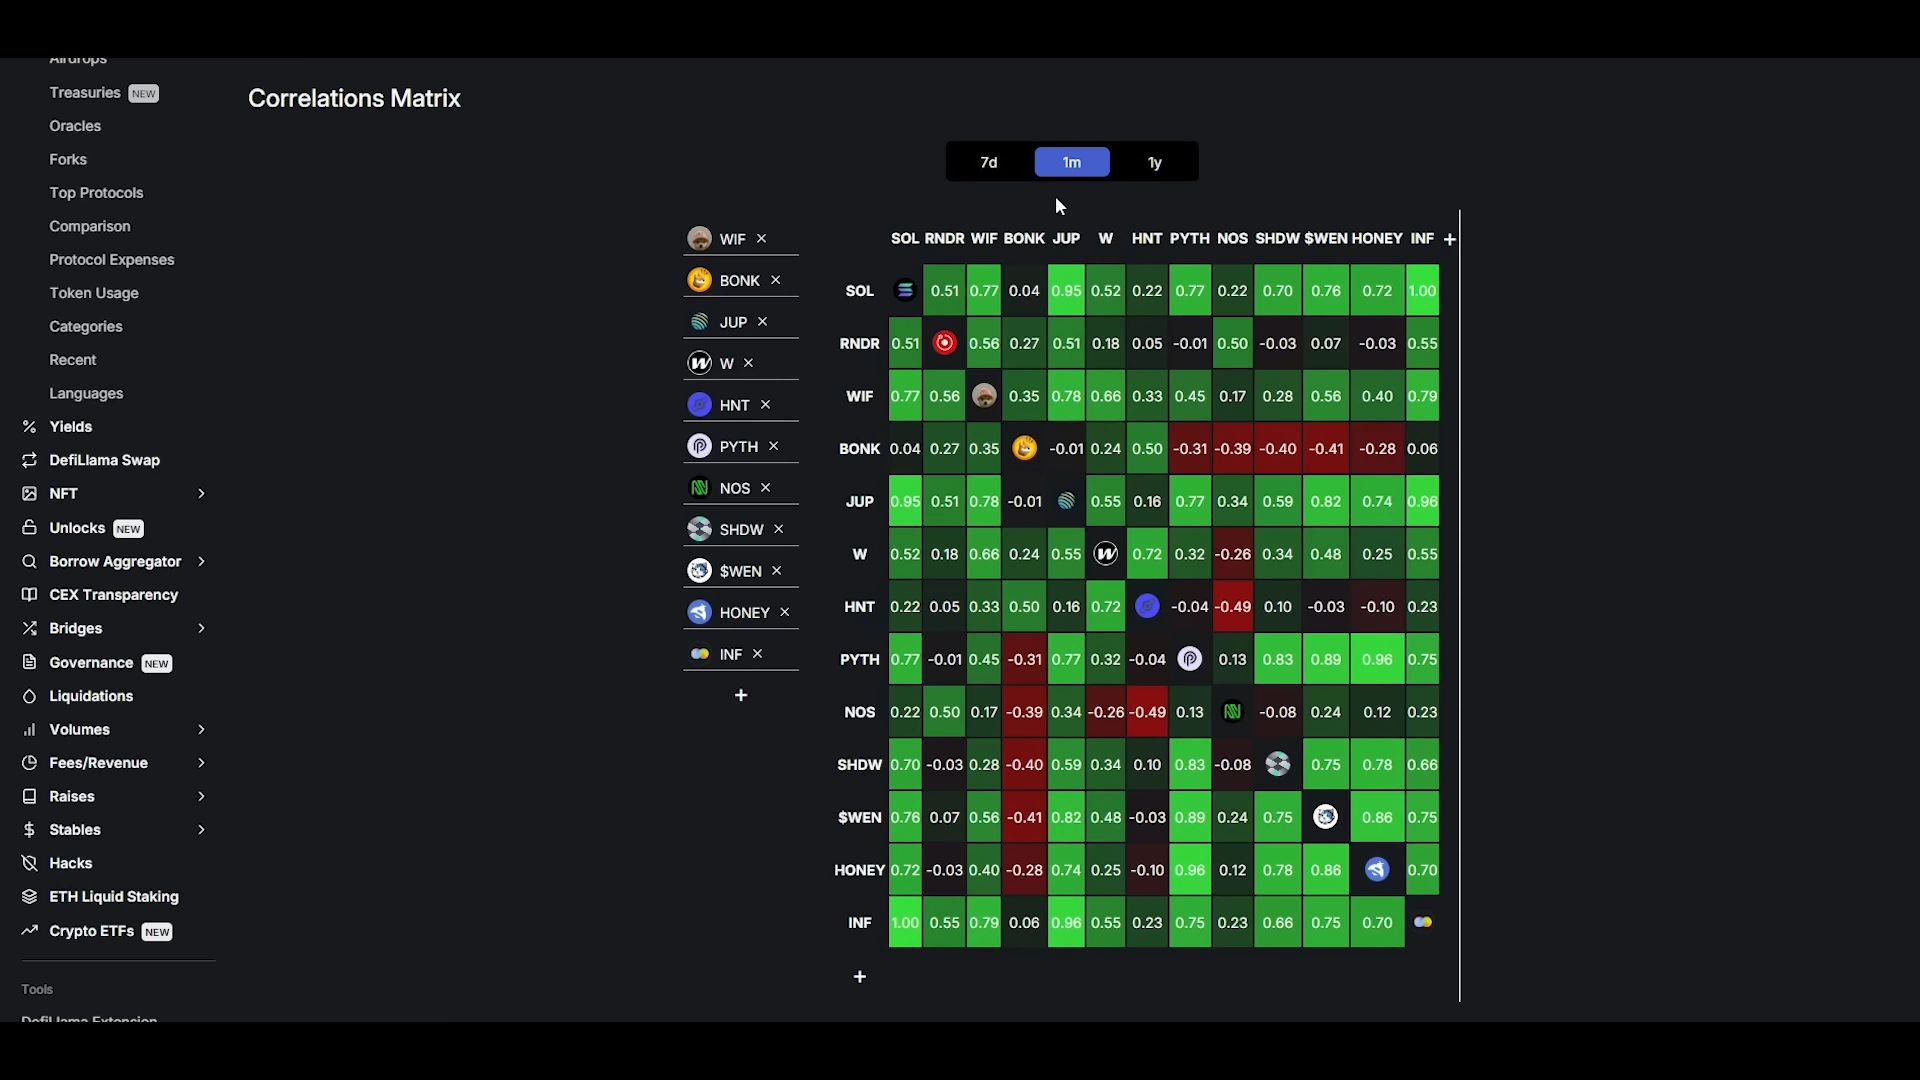 Airdrops
Treasuries NEW
Oracles
Forks
Top Protocols
Comparison
Protocol Expenses
Token Usage
Categories
Recent
Languages
Yields
DefiLlama Swap
NFT
Unlocks NEW
Borrow Aggregator
CEX Transparency
Bridges
Governance NEW
Liquidations
Volumes
Fees/Revenue
Raises
Stables
Hacks
ETH Liquid Staking
Crypto ETFs NEW
Tools
DefiLlama Extension
Correlations Matrix
7d 1m 1y
WIF ×
BONK ×
JUP ×
W ×
HNT ×
PYTH ×
NOS ×
SHDW ×
$WEN ×
HONEY ×
INF ×
+
SOL RNDR WIF BONK JUP W HNT PYTH NOS SHDW $WEN HONEY INF +
SOL 0.51 0.77 0.04 0.95 0.52 0.22 0.77 0.22 0.70 0.76 0.72 1.00
RNDR 0.51 0.56 0.27 0.51 0.18 0.05 -0.01 0.50 -0.03 0.07 -0.03 0.55
WIF 0.77 0.56 0.35 0.78 0.66 0.33 0.45 0.17 0.28 0.56 0.40 0.79
BONK 0.04 0.27 0.35 -0.01 0.24 0.50 -0.31 -0.39 -0.40 -0.41 -0.28 0.06
JUP 0.95 0.51 0.78 -0.01 0.55 0.16 0.77 0.34 0.59 0.82 0.74 0.96
W 0.52 0.18 0.66 0.24 0.55 0.72 0.32 -0.26 0.34 0.48 0.25 0.55
HNT 0.22 0.05 0.33 0.50 0.16 0.72 -0.04 -0.49 0.10 -0.03 -0.10 0.23
PYTH 0.77 -0.01 0.45 -0.31 0.77 0.32 -0.04 0.13 0.83 0.89 0.96 0.75
NOS 0.22 0.50 0.17 -0.39 0.34 -0.26 -0.49 0.13 -0.08 0.24 0.12 0.23
SHDW 0.70 -0.03 0.28 -0.40 0.59 0.34 0.10 0.83 -0.08 0.75 0.78 0.66
$WEN 0.76 0.07 0.56 -0.41 0.82 0.48 -0.03 0.89 0.24 0.75 0.86 0.75
HONEY 0.72 -0.03 0.40 -0.28 0.74 0.25 -0.10 0.96 0.12 0.78 0.86 0.70
INF 1.00 0.55 0.79 0.06 0.96 0.55 0.23 0.75 0.23 0.66 0.75 0.70
+